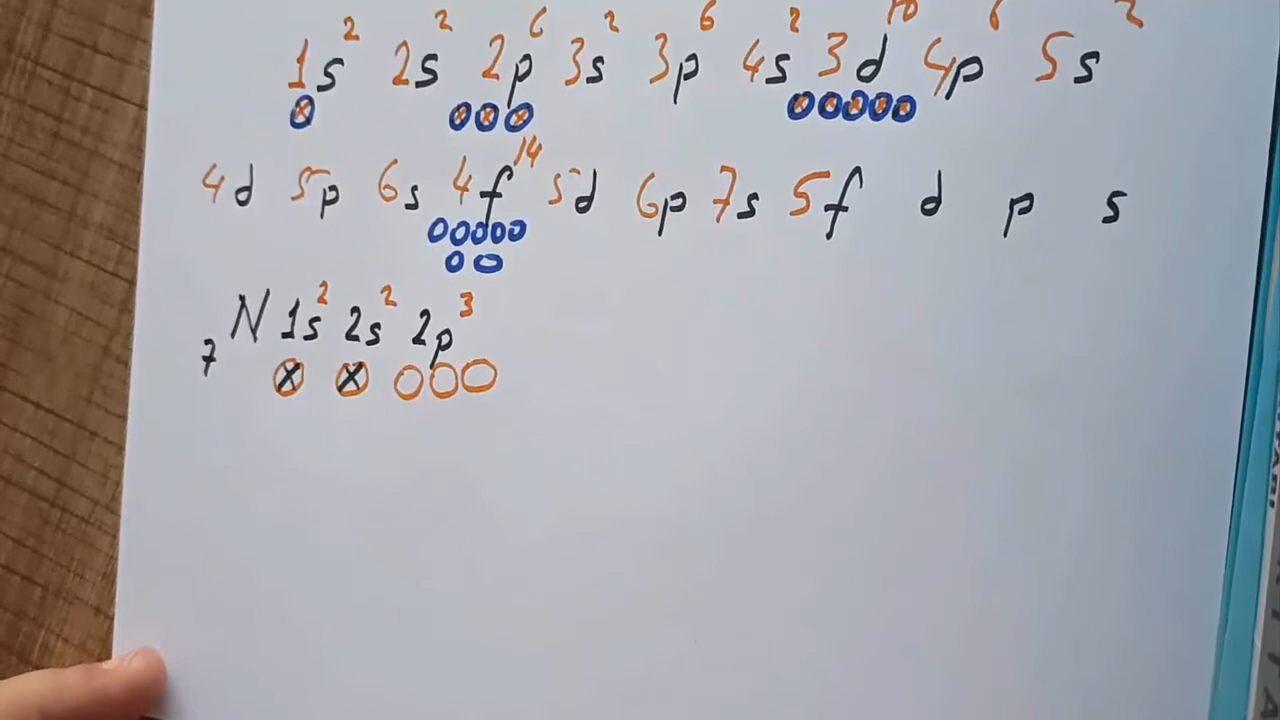 1s² 2s² 2p⁶ 3s² 3p⁶ 4s² 3d¹⁰ 4p⁶ 5s²
4d 5p 6s 4f¹⁴ 5d 6p 7s 5f d p s
₇N 1s² 2s² 2p³